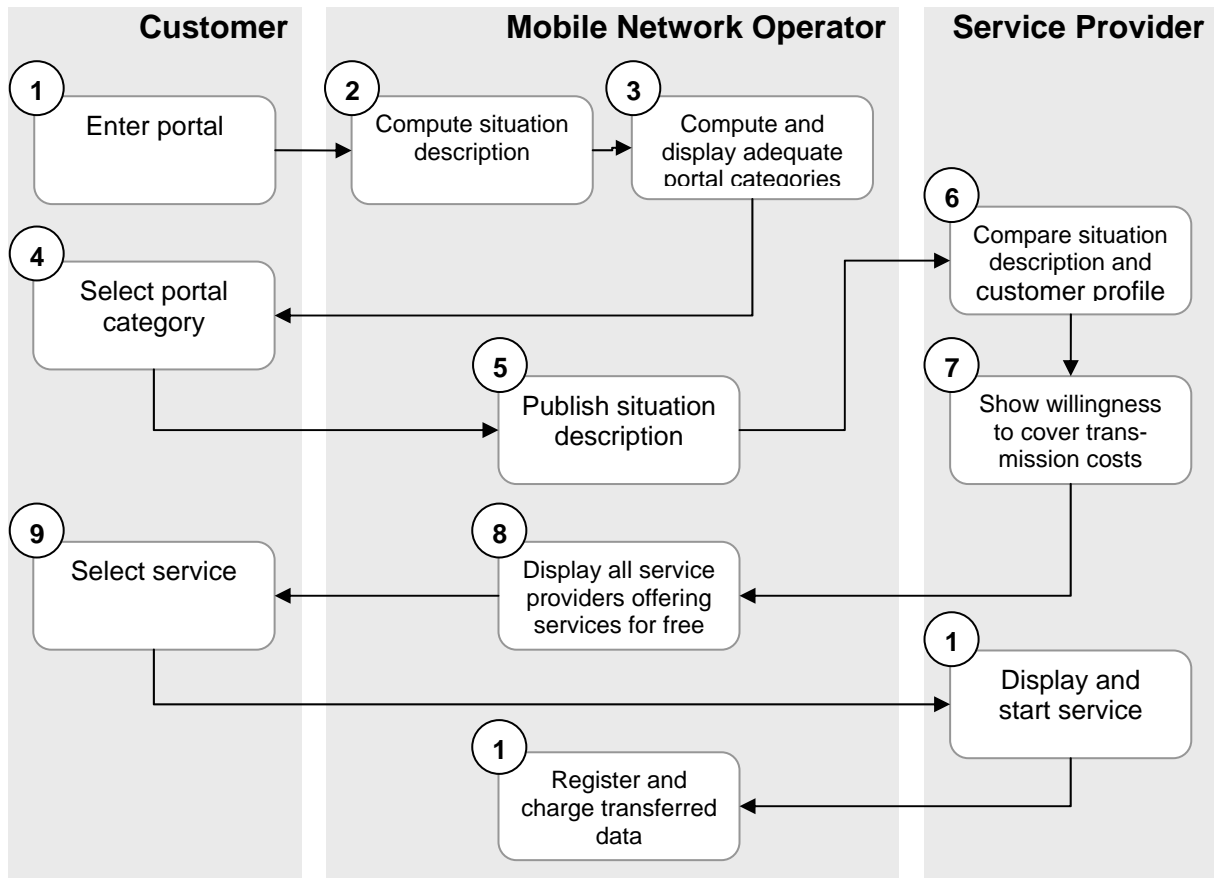 Customer
Mobile Network Operator
Service Provider
1
Enter portal
2
Compute situation
description
3
Compute and
display adequate
portal categories
4
Select portal
category
5
Publish situation
description
6
Compare situation
description and
customer profile
7
Show willingness
to cover trans-
mission costs
8
Display all service
providers offering
services for free
9
Select service
1
Display and
start service
1
Register and
charge transferred
data